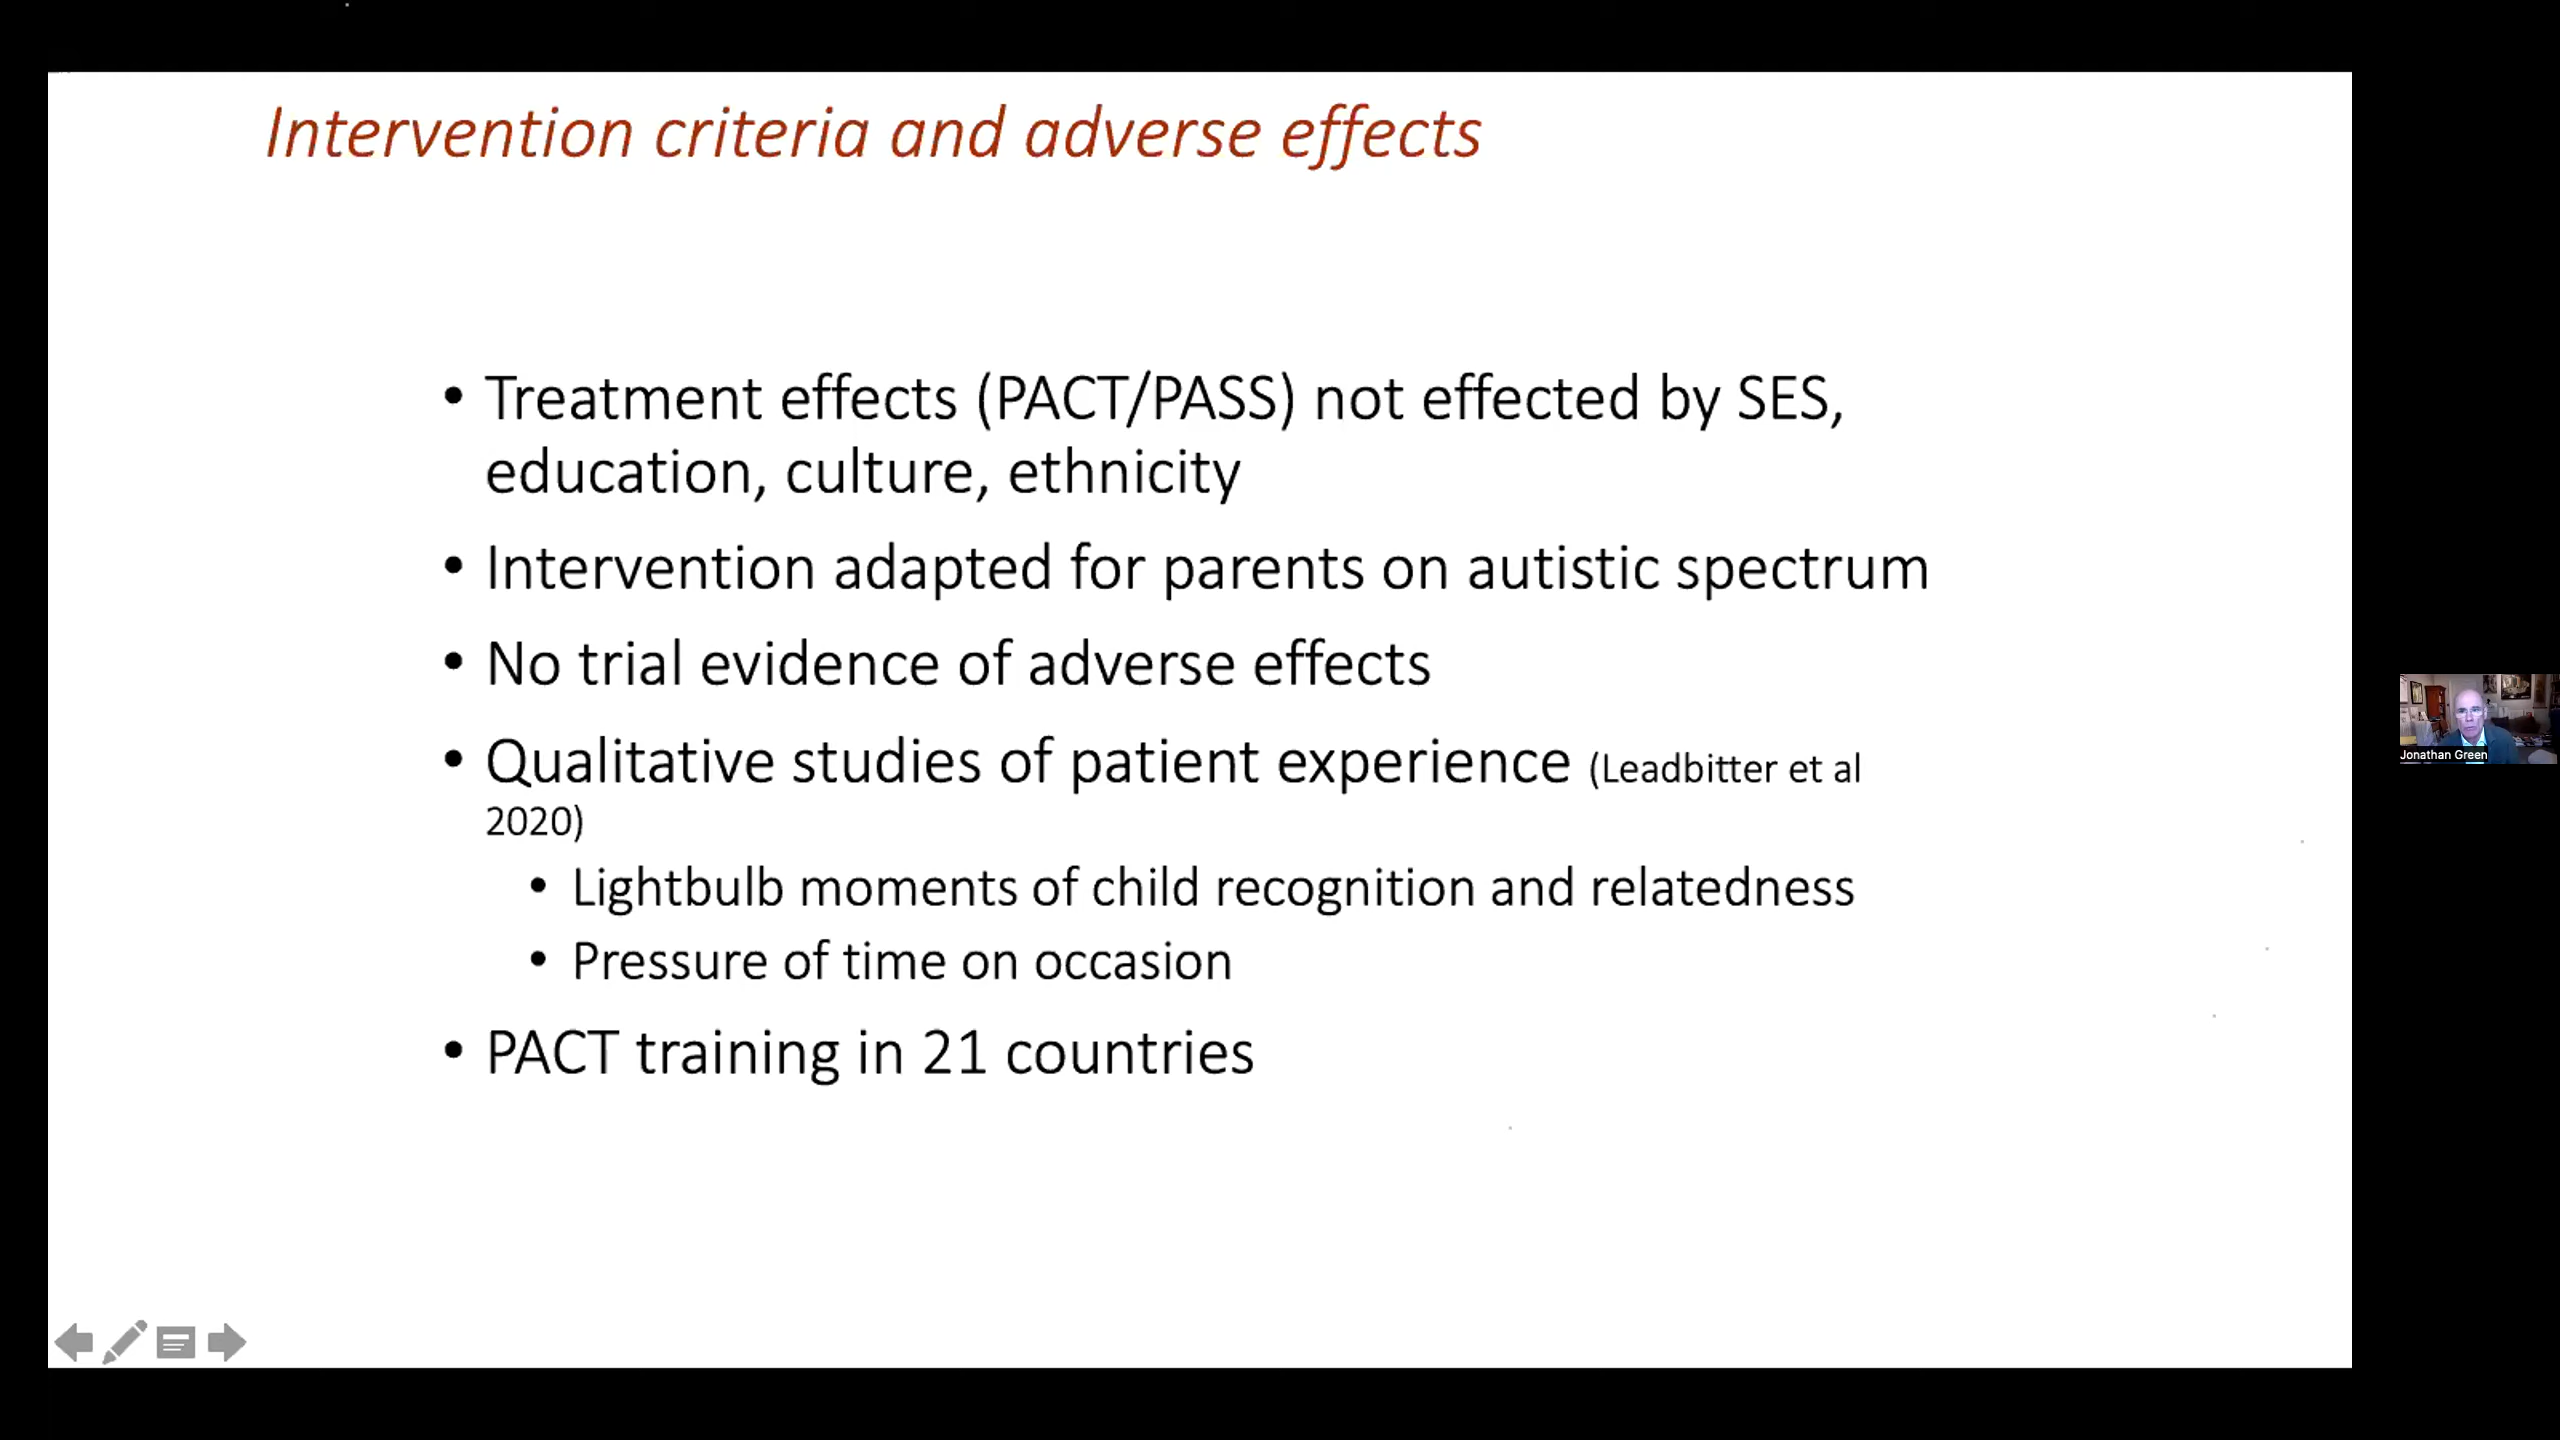 Intervention criteria and adverse effects
• Treatment effects (PACT/PASS) not effected by SES,
education, culture, ethnicity
• Intervention adapted for parents on autistic spectrum
• No trial evidence of adverse effects
• Qualitative studies of patient experience (Leadbitter et al
2020)
• Lightbulb moments of child recognition and relatedness
• Pressure of time on occasion
• PACT training in 21 countries
Jonathan Green